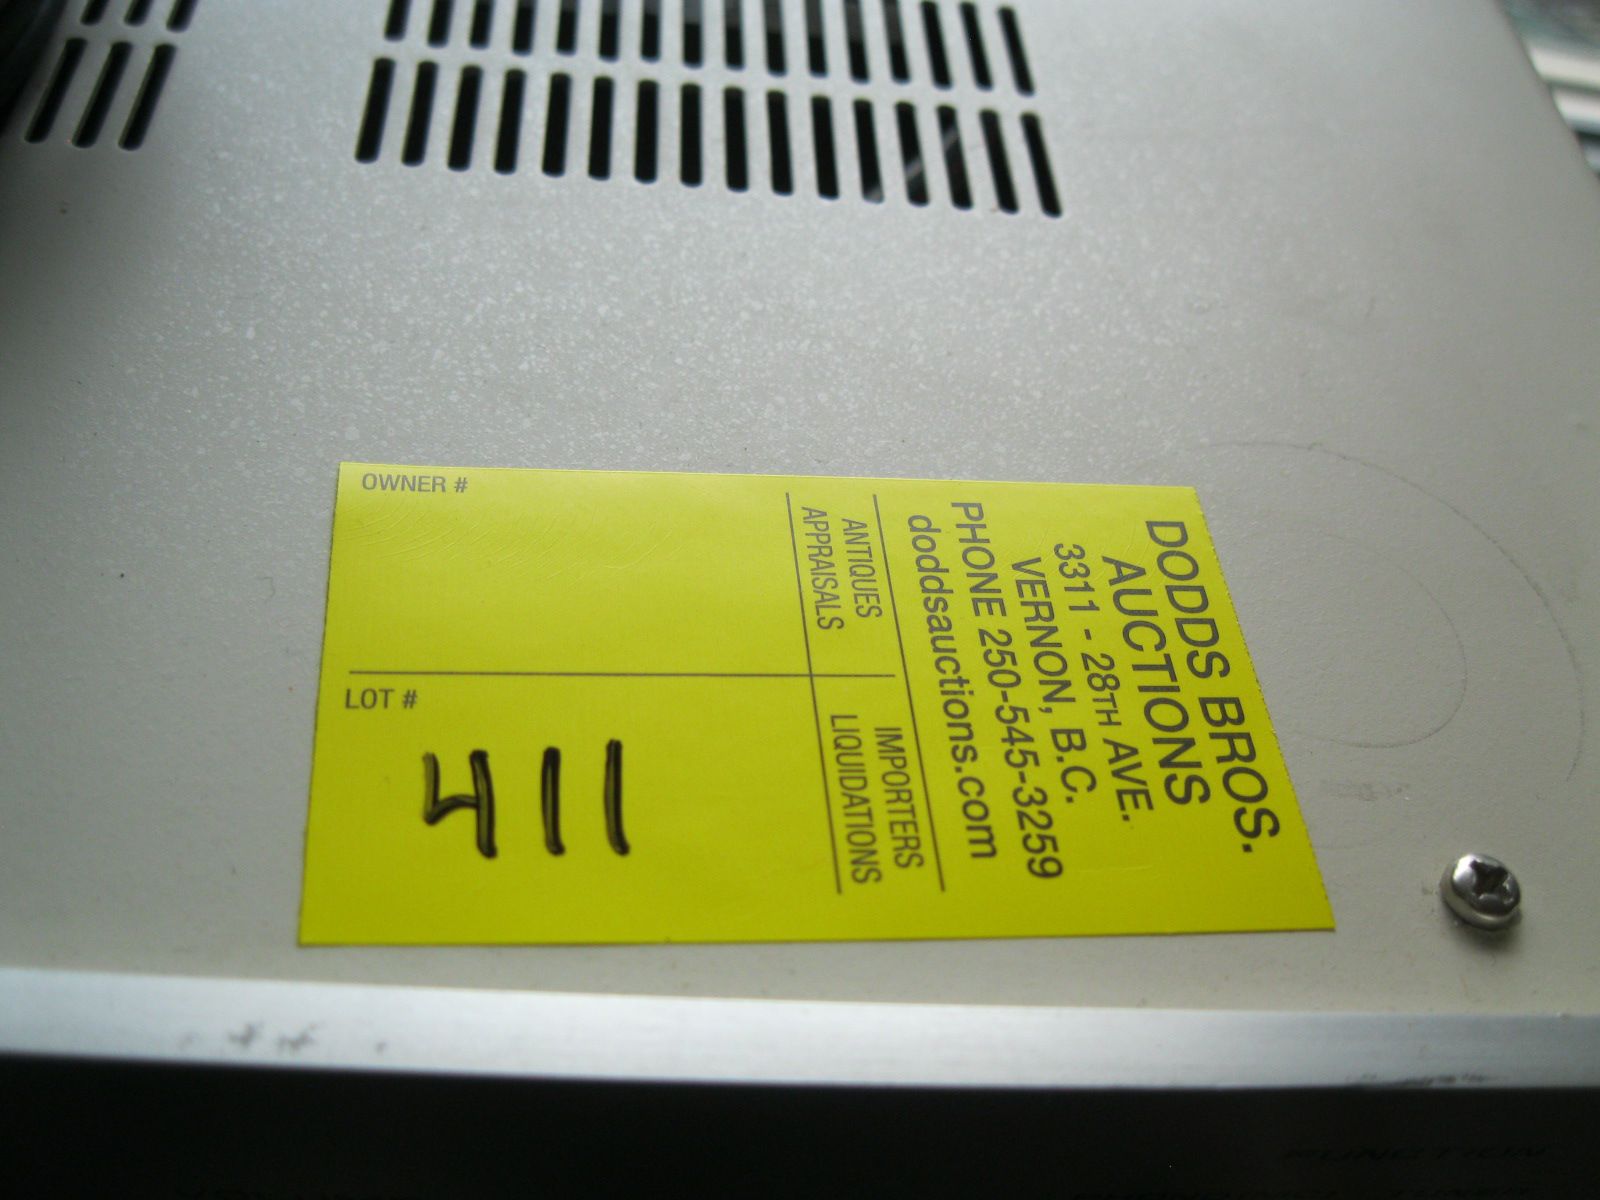 DODDS BROS.
AUCTIONS
3311 - 28TH AVE.
VERNON, B.C.
PHONE 250-545-3259
doddsauctions.com
ANTIQUES
APPRAISALS
IMPORTERS
LIQUIDATIONS
OWNER #
LOT #
411
FUNCTION